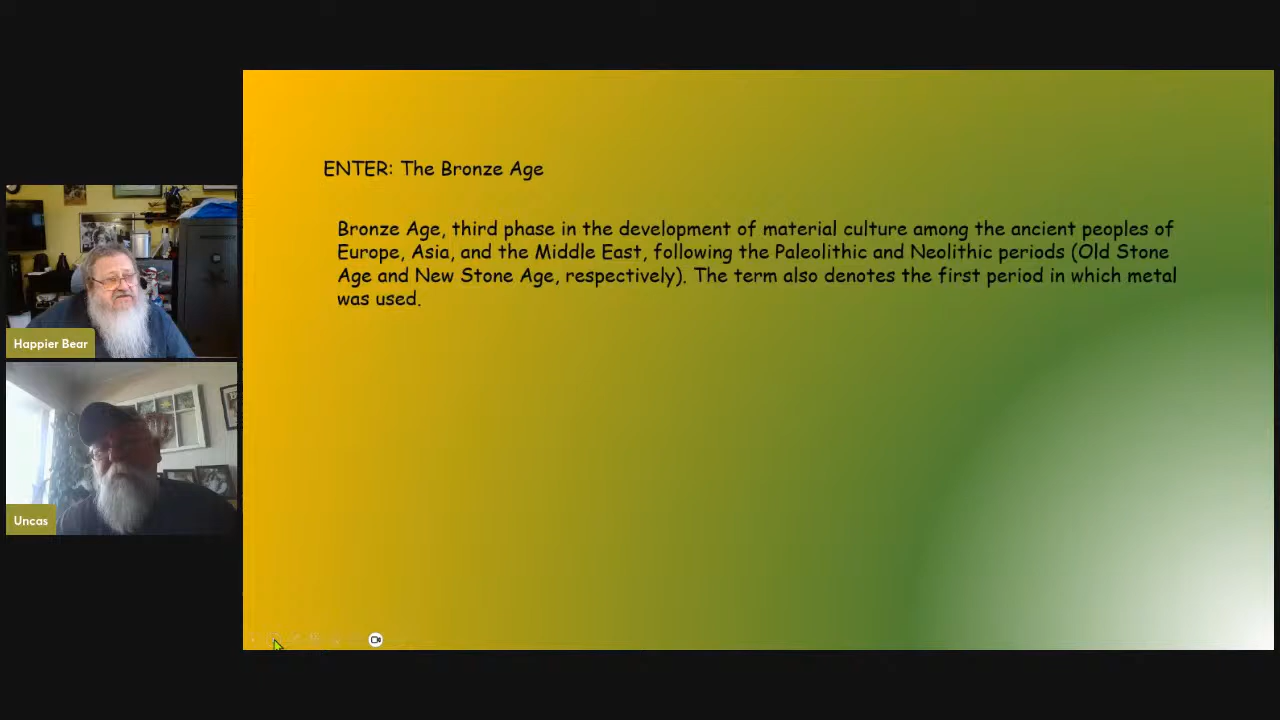 ENTER: The Bronze Age
Bronze Age, third phase in the development of material culture among the ancient peoples of
Europe, Asia, and the Middle East, following the Paleolithic and Neolithic periods (Old Stone
Age and New Stone Age, respectively). The term also denotes the first period in which metal
was used.
Happier Bear
Uncas